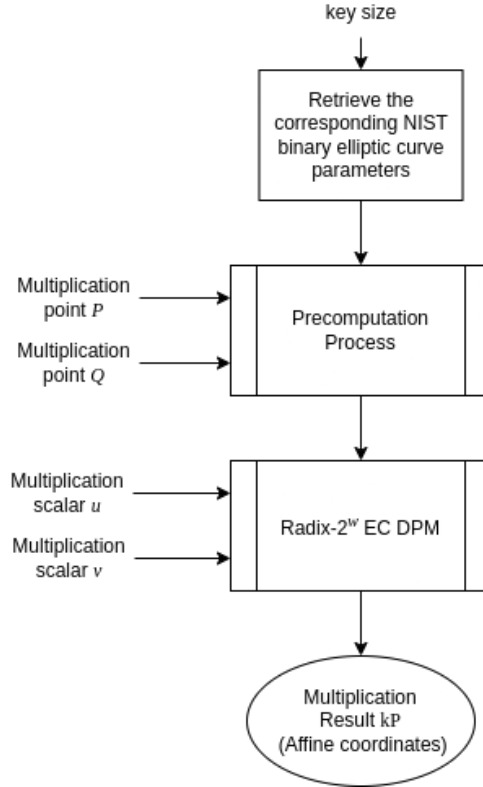 key size
Retrieve the
corresponding NIST
binary elliptic curve
parameters
Multiplication
point P
Multiplication
point Q
Precomputation
Process
Multiplication
scalar u
Multiplication
scalar v
Radix-2^w EC DPM
Multiplication
Result kP
(Affine coordinates)